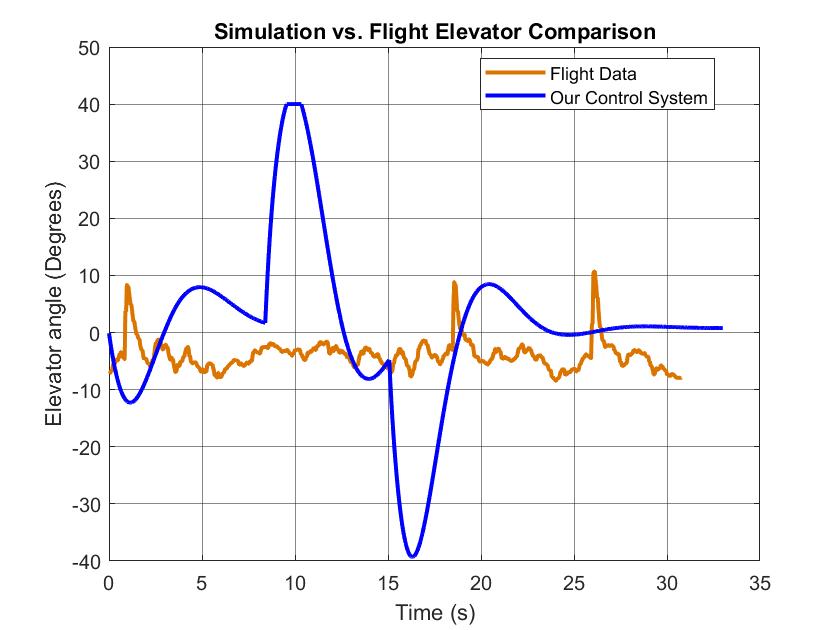 Simulation vs. Flight Elevator Comparison
Flight Data
Our Control System
Elevator angle (Degrees)
50
40
30
20
10
0
-10
-20
-30
-40
0 5 10 15 20 25 30 35
Time (s)